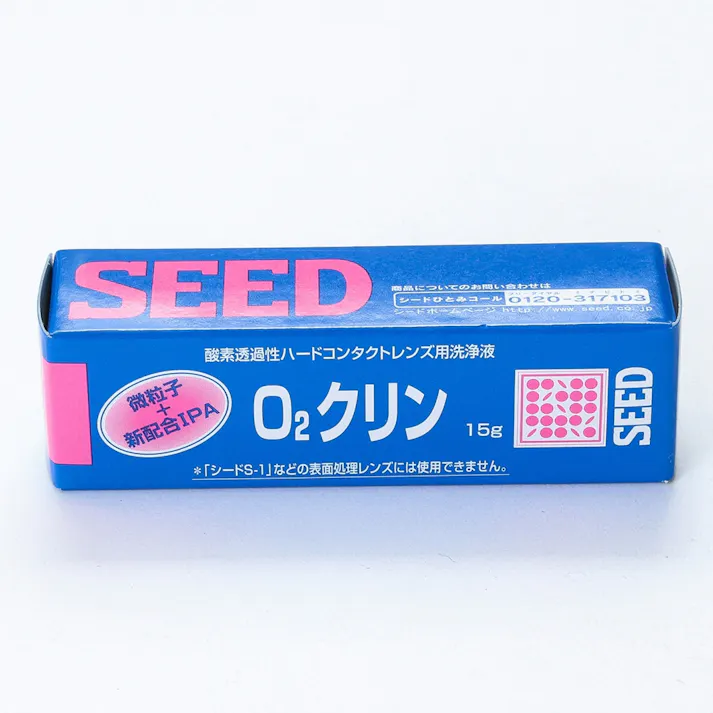 SEED
商品についてのお問い合わせは
シードひとみコール 0120-317103
シードホームページ http://www.seed.co.jp
酸素透過性ハードコンタクトレンズ用洗浄液
微粒子
+
新配合IPA
O₂クリン 15g
SEED
*「シードS-1」などの表面処理レンズには使用できません。